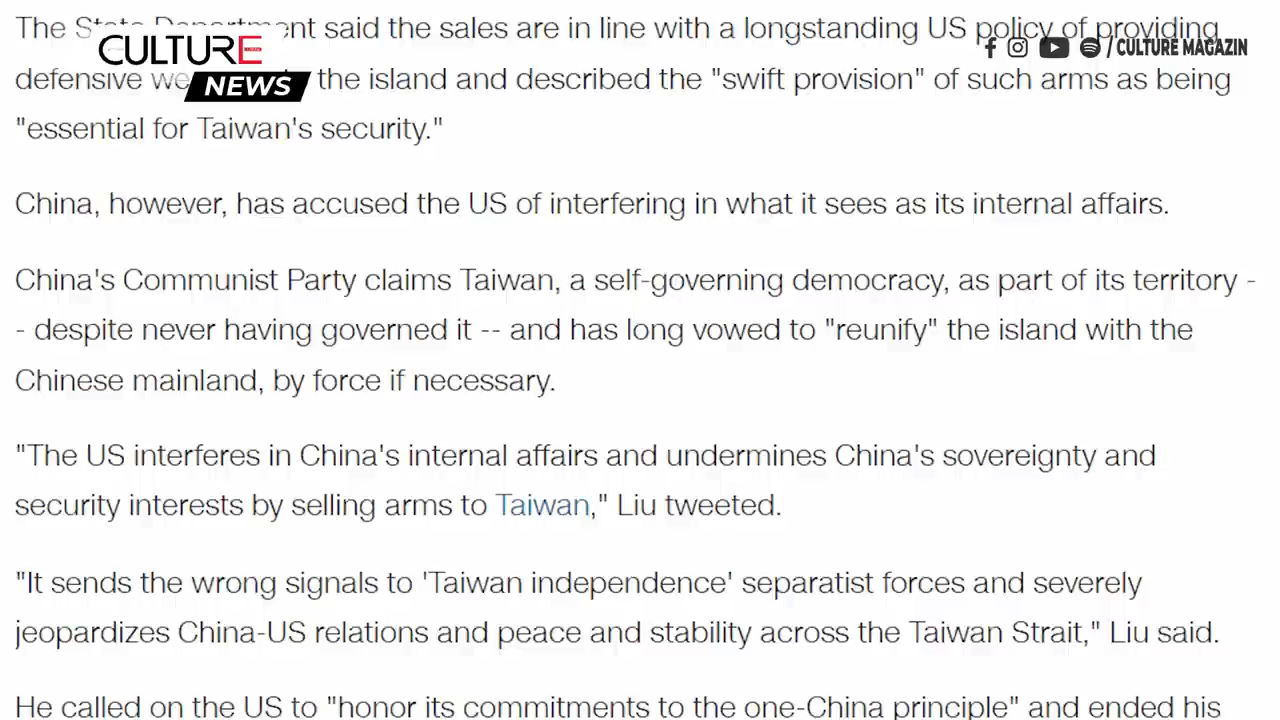 The State Department said the sales are in line with a longstanding US policy of providing
CULTURE
NEWS
/ CULTURE MAGAZIN
defensive the island and described the "swift provision" of such arms as being
"essential for Taiwan's security."
China, however, has accused the US of interfering in what it sees as its internal affairs.
China's Communist Party claims Taiwan, a self-governing democracy, as part of its territory -
- despite never having governed it -- and has long vowed to "reunify" the island with the
Chinese mainland, by force if necessary.
"The US interferes in China's internal affairs and undermines China's sovereignty and
security interests by selling arms to Taiwan," Liu tweeted.
"It sends the wrong signals to 'Taiwan independence' separatist forces and severely
jeopardizes China-US relations and peace and stability across the Taiwan Strait," Liu said.
He called on the US to "honor its commitments to the one-China principle" and ended his